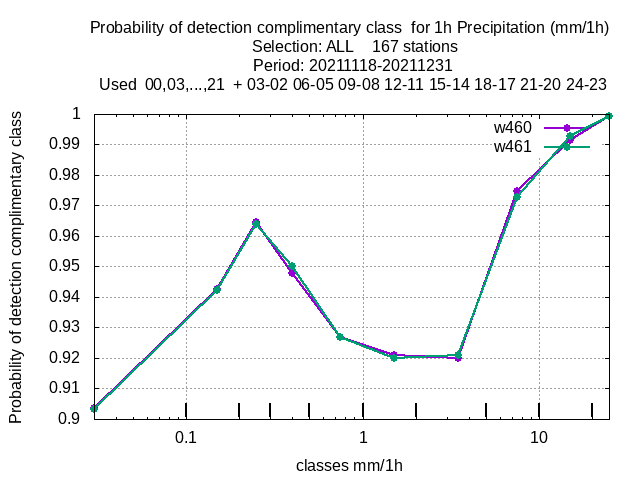 Probability of detection complimentary class  for 1h Precipitation (mm/1h)
Selection: ALL    167 stations
Period: 20211118-20211231
Used  00,03,...,21  + 03-02 06-05 09-08 12-11 15-14 18-17 21-20 24-23
Probability of detection complimentary class
1
0.99
0.98
0.97
0.96
0.95
0.94
0.93
0.92
0.91
0.9
w460
w461
0.1 1 10
classes mm/1h